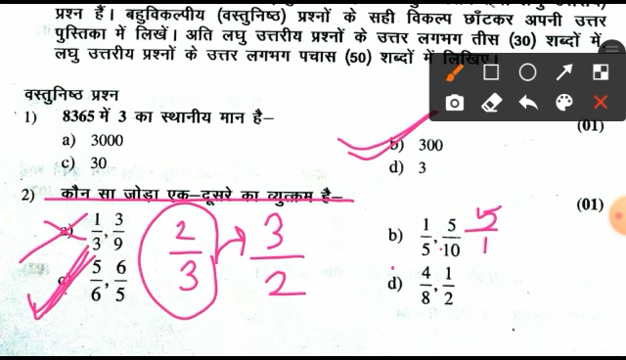 प्रश्न हैं। बहुविकल्पीय (वस्तुनिष्ठ) प्रश्नों के सही विकल्प छाँटकर अपनी उत्तर
पुस्तिका में लिखें। अति लघु उत्तरीय प्रश्नों के उत्तर लगभग तीस (30) शब्दों में,
लघु उत्तरीय प्रश्नों के उत्तर लगभग पचास (50) शब्दों में लिखिए।
वस्तुनिष्ठ प्रश्न
1) 8365 में 3 का स्थानीय मान है– (01)
a) 3000 b) 300
c) 30 d) 3
2) कौन सा जोड़ा एक–दूसरे का व्युत्क्रम है– (01)
a) 1/3, 3/9 2/3 3/2 b) 1/5, 5/10 5/1
c) 5/6, 6/5 d) 4/8, 1/2